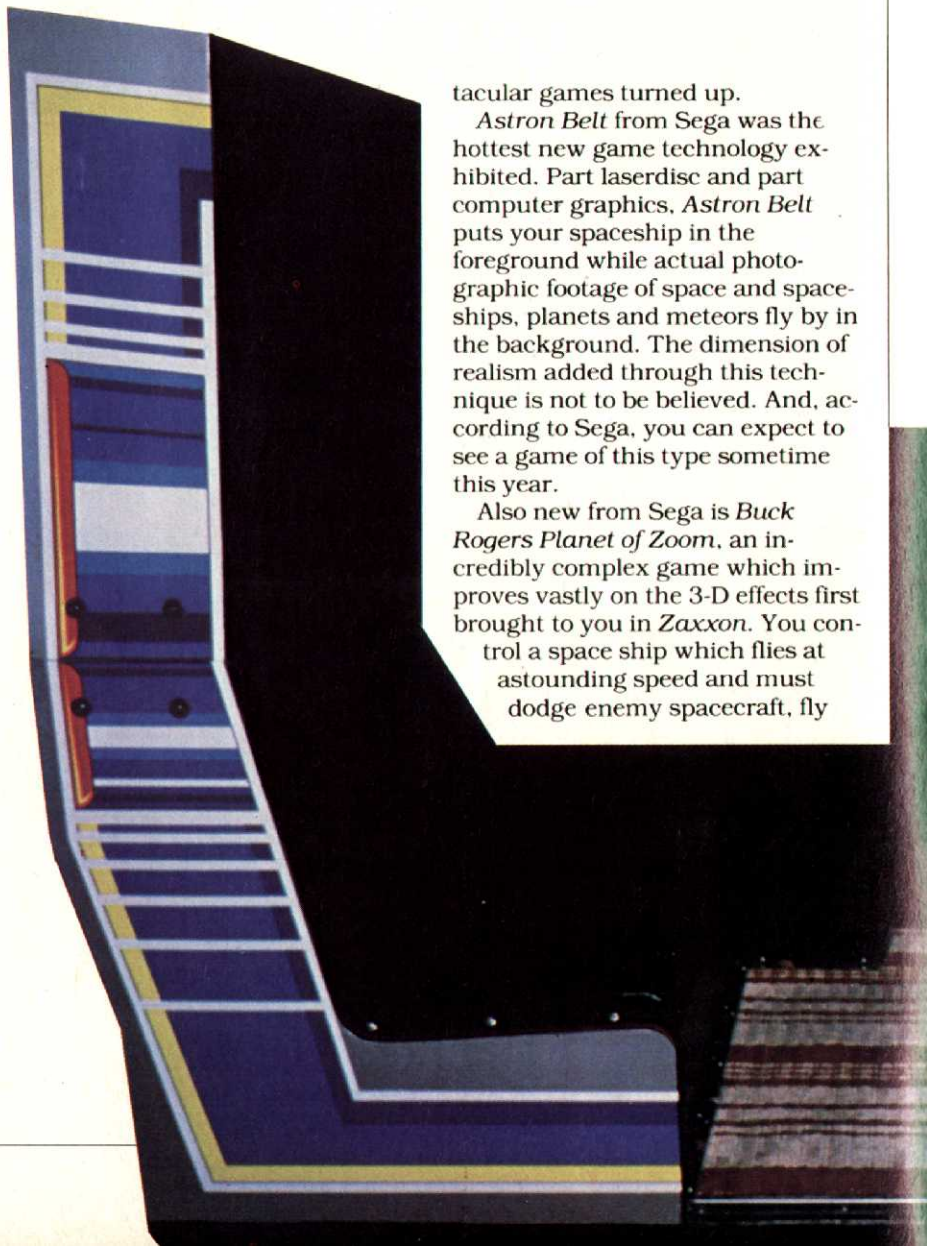 tacular games turned up.
Astron Belt from Sega was the
hottest new game technology ex-
hibited. Part laserdisc and part
computer graphics, Astron Belt
puts your spaceship in the
foreground while actual photo-
graphic footage of space and space-
ships, planets and meteors fly by in
the background. The dimension of
realism added through this tech-
nique is not to be believed. And, ac-
cording to Sega, you can expect to
see a game of this type sometime
this year.
Also new from Sega is Buck
Rogers Planet of Zoom, an in-
credibly complex game which im-
proves vastly on the 3-D effects first
brought to you in Zaxxon. You con-
trol a space ship which flies at
astounding speed and must
dodge enemy spacecraft, fly